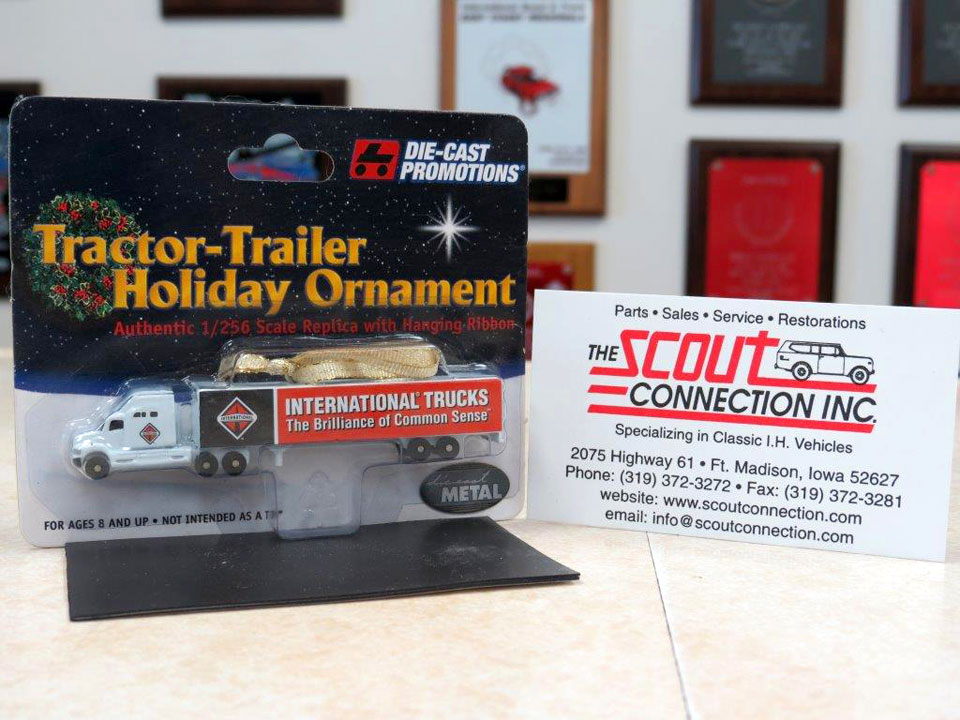 DIE-CAST
PROMOTIONS®
Tractor-Trailer
Holiday Ornament
Authentic 1/256 Scale Replica with Hanging Ribbon
INTERNATIONAL
INTERNATIONAL® TRUCKS
The Brilliance of Common Sense
die-cast
METAL
FOR AGES 8 AND UP • NOT INTENDED AS A
Parts • Sales • Service • Restorations
THE SCOUT
CONNECTION INC.
Specializing in Classic I.H. Vehicles
2075 Highway 61 • Ft. Madison, Iowa 52627
Phone: (319) 372-3272 • Fax: (319) 372-3281
website: www.scoutconnection.com
email: info@scoutconnection.com